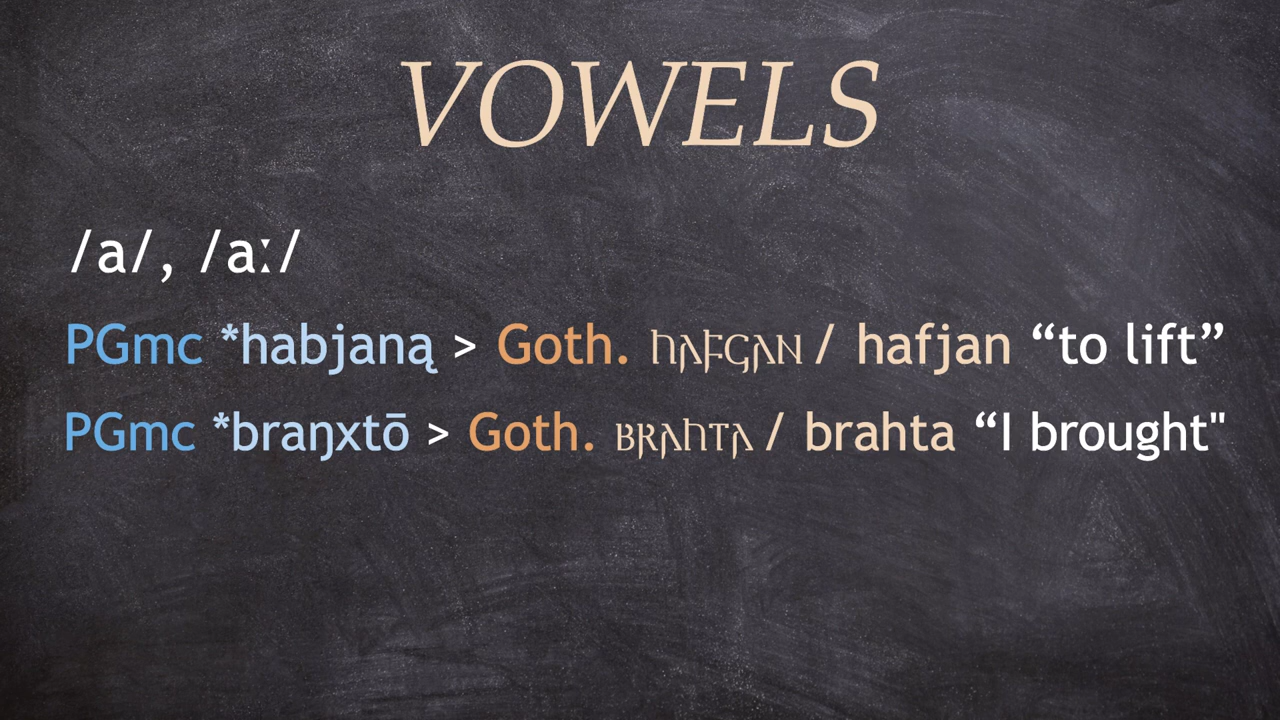 VOWELS
/a/, /aː/
PGmc *habjaną > Goth. 𐌷𐌰𐍆𐌾𐌰𐌽 / hafjan “to lift”
PGmc *braŋxtō > Goth. 𐌱𐍂𐌰𐌷𐍄𐌰 / brahta “I brought"